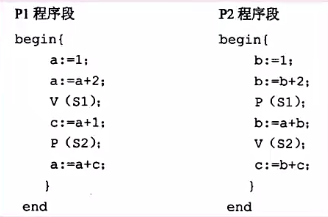 P1 程序段 P2 程序段
begin{ begin{
a:=1; b:=1;
a:=a+2; b:=b+2;
V (S1); P (S1);
c:=a+1; b:=a+b;
P (S2); V (S2);
a:=a+c; c:=b+c;
} }
end end